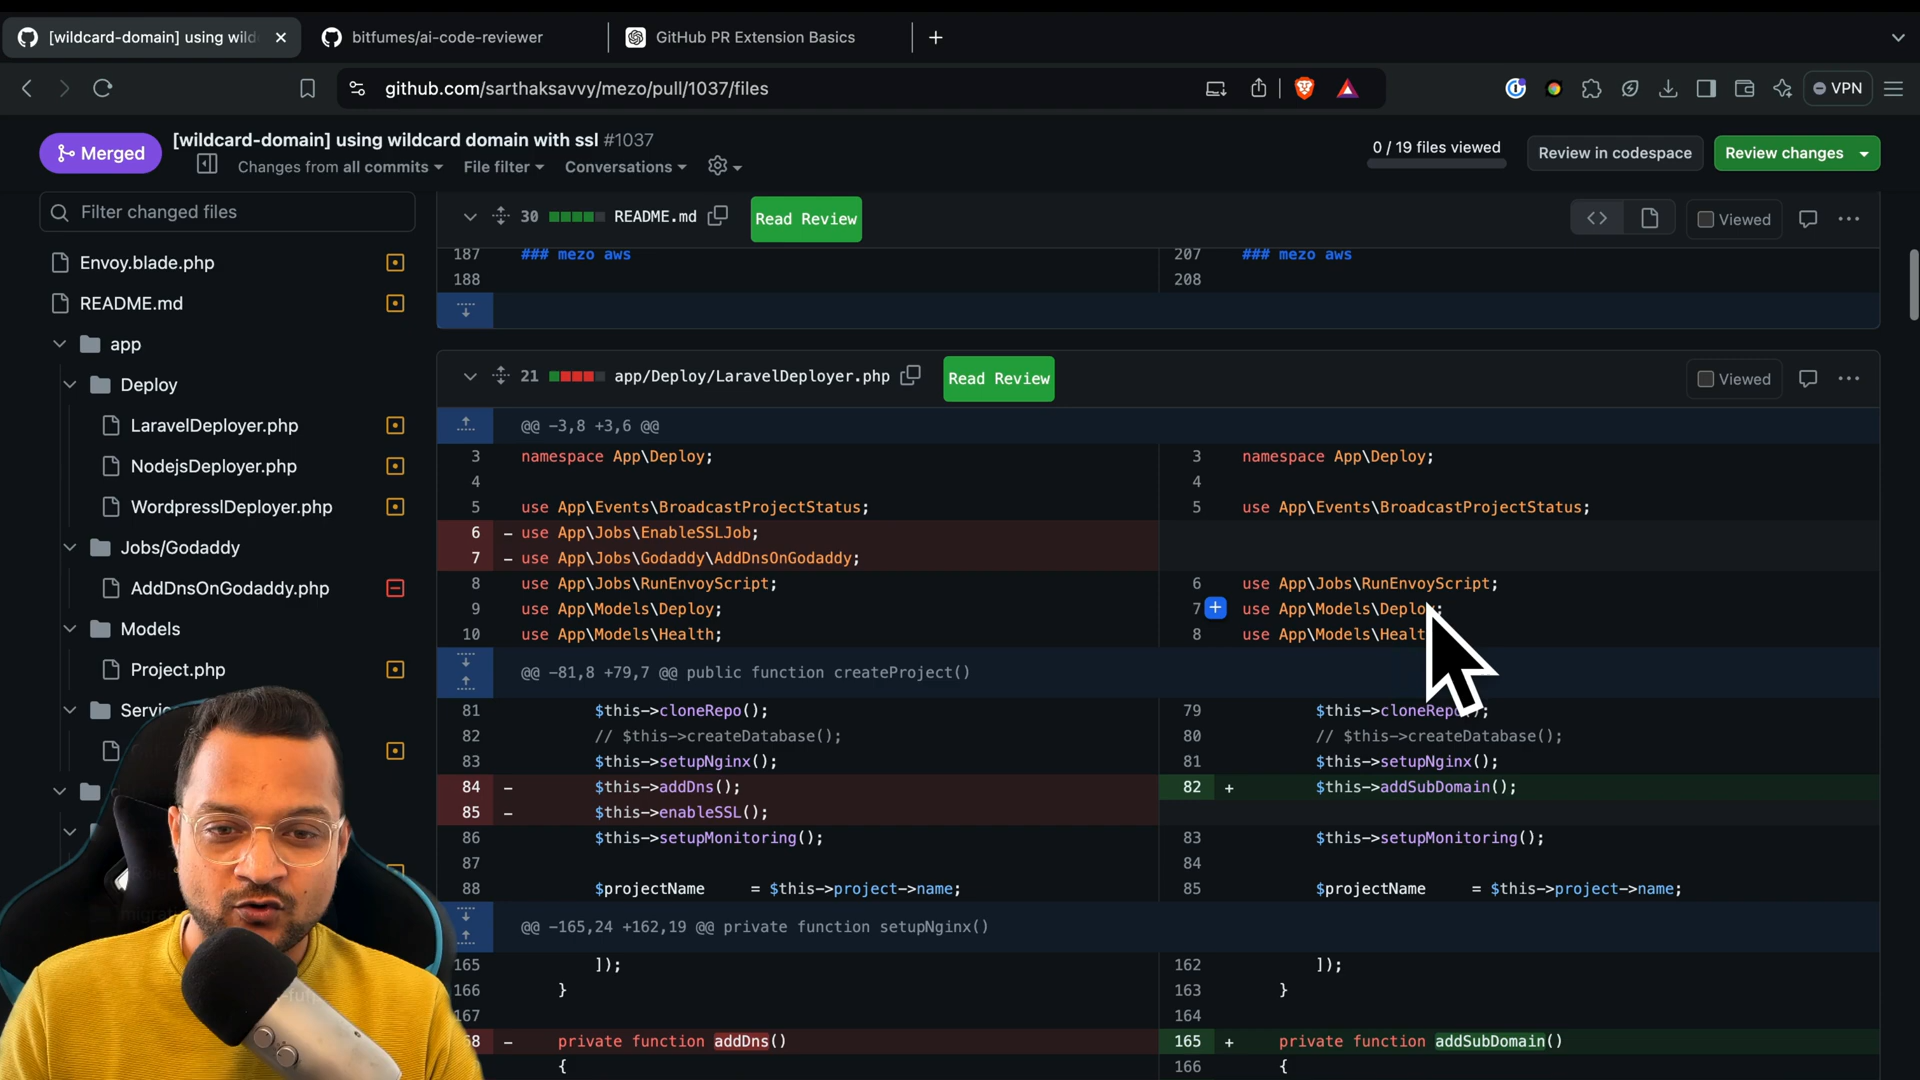 [wildcard-domain] using wild
bitfumes/ai-code-reviewer
GitHub PR Extension Basics
github.com/sarthaksavvy/mezo/pull/1037/files
VPN
Merged
[wildcard-domain] using wildcard domain with ssl #1037
Changes from all commits
File filter
Conversations
0 / 19 files viewed
Review in codespace
Review changes
Filter changed files
Envoy.blade.php
README.md
app
Deploy
LaravelDeployer.php
NodejsDeployer.php
WordpresslDeployer.php
Jobs/Godaddy
AddDnsOnGodaddy.php
Models
Project.php
Servic
30 README.md
Read Review
Viewed
187 ### mezo aws
207 ### mezo aws
188
208
21 app/Deploy/LaravelDeployer.php
Read Review
Viewed
@@ -3,8 +3,6 @@
3 namespace App\Deploy;
3 namespace App\Deploy;
4
4
5 use App\Events\BroadcastProjectStatus;
5 use App\Events\BroadcastProjectStatus;
6 - use App\Jobs\EnableSSLJob;
7 - use App\Jobs\Godaddy\AddDnsOnGodaddy;
8 use App\Jobs\RunEnvoyScript;
6 use App\Jobs\RunEnvoyScript;
9 use App\Models\Deploy;
7 use App\Models\Deploy;
10 use App\Models\Health;
8 use App\Models\Healt
@@ -81,8 +79,7 @@ public function createProject()
81 $this->cloneRepo();
79 $this->cloneRepo();
82 // $this->createDatabase();
80 // $this->createDatabase();
83 $this->setupNginx();
81 $this->setupNginx();
84 - $this->addDns();
82 + $this->addSubDomain();
85 - $this->enableSSL();
86 $this->setupMonitoring();
83 $this->setupMonitoring();
87
84
88 $projectName = $this->project->name;
85 $projectName = $this->project->name;
@@ -165,24 +162,19 @@ private function setupNginx()
165 ]);
162 ]);
166 }
163 }
167
164
68 - private function addDns()
165 + private function addSubDomain()
{
166 {